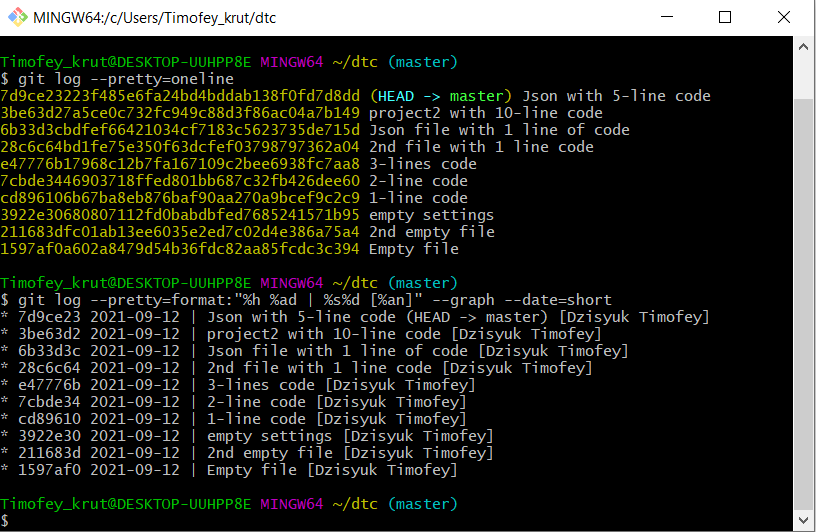 MINGW64:/c/Users/Timofey_krut/dtc
Timofey_krut@DESKTOP-UUHPP8E MINGW64 ~/dtc (master)
$ git log --pretty=oneline
7d9ce23223f485e6fa24bd4bddab138f0fd7d8dd (HEAD -> master) Json with 5-line code
3be63d27a5ce0c732fc949c88d3f86ac04a7b149 project2 with 10-line code
6b33d3cbdfef66421034cf7183c5623735de715d Json file with 1 line of code
28c6c64bd1fe75e350f63dcfef03798797362a04 2nd file with 1 line code
e47776b17968c12b7fa167109c2bee6938fc7aa8 3-lines code
7cbde3446903718ffed801bb687c32fb426dee60 2-line code
cd896106b67ba8eb876baf90aa270a9bcef9c2c9 1-line code
3922e30680807112fd0babdbfed7685241571b95 empty settings
211683dfc01ab13ee6035e2ed7c02d4e386a75a4 2nd empty file
1597af0a602a8479d54b36fdc82aa85fcdc3c394 Empty file
Timofey_krut@DESKTOP-UUHPP8E MINGW64 ~/dtc (master)
$ git log --pretty=format:"%h %ad | %s%d [%an]" --graph --date=short
* 7d9ce23 2021-09-12 | Json with 5-line code (HEAD -> master) [Dzisyuk Timofey]
* 3be63d2 2021-09-12 | project2 with 10-line code [Dzisyuk Timofey]
* 6b33d3c 2021-09-12 | Json file with 1 line of code [Dzisyuk Timofey]
* 28c6c64 2021-09-12 | 2nd file with 1 line code [Dzisyuk Timofey]
* e47776b 2021-09-12 | 3-lines code [Dzisyuk Timofey]
* 7cbde34 2021-09-12 | 2-line code [Dzisyuk Timofey]
* cd89610 2021-09-12 | 1-line code [Dzisyuk Timofey]
* 3922e30 2021-09-12 | empty settings [Dzisyuk Timofey]
* 211683d 2021-09-12 | 2nd empty file [Dzisyuk Timofey]
* 1597af0 2021-09-12 | Empty file [Dzisyuk Timofey]
Timofey_krut@DESKTOP-UUHPP8E MINGW64 ~/dtc (master)
$